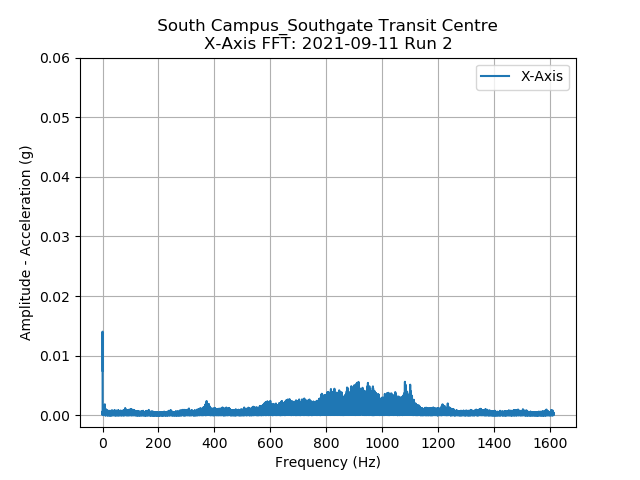 South Campus_Southgate Transit Centre
X-Axis FFT: 2021-09-11 Run 2
X-Axis
0.06
0.05
0.04
0.03
0.02
0.01
0.00
Amplitude - Acceleration (g)
0 200 400 600 800 1000 1200 1400 1600
Frequency (Hz)